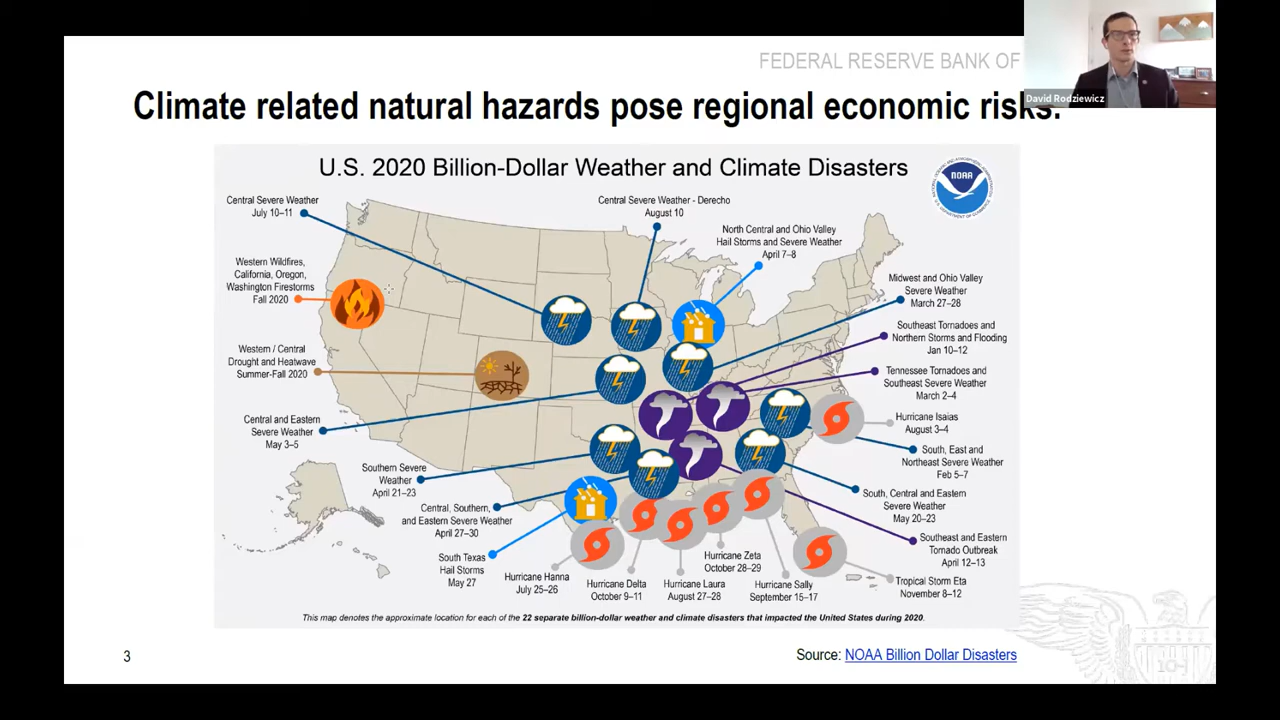 FEDERAL RESERVE BANK OF
David Rodziewicz
Climate related natural hazards pose regional economic risks.
U.S. 2020 Billion-Dollar Weather and Climate Disasters
NOAA
Central Severe Weather
July 10–11
Central Severe Weather - Derecho
August 10
North Central and Ohio Valley
Hail Storms and Severe Weather
April 7–8
Western Wildfires,
California, Oregon,
Washington Firestorms
Fall 2020
Midwest and Ohio Valley
Severe Weather
March 27–28
Southeast Tornadoes and
Northern Storms and Flooding
Jan 10–12
Western / Central
Drought and Heatwave
Summer-Fall 2020
Tennessee Tornadoes and
Southeast Severe Weather
March 2–4
Central and Eastern
Severe Weather
May 3–5
Hurricane Isaias
August 3–4
South, East and
Northeast Severe Weather
Feb 5–7
Southern Severe
Weather
April 21–23
South, Central and Eastern
Severe Weather
May 20–23
Central, Southern,
and Eastern Severe Weather
April 27–30
Southeast and Eastern
Tornado Outbreak
April 12–13
South Texas
Hail Storms
May 27
Hurricane Hanna
July 25–26
Hurricane Delta
October 9–11
Hurricane Laura
August 27–28
Hurricane Zeta
October 28–29
Hurricane Sally
September 15–17
Tropical Storm Eta
November 8–12
This map denotes the approximate location for each of the 22 separate billion-dollar weather and climate disasters that impacted the United States during 2020.
3
Source: NOAA Billion Dollar Disasters